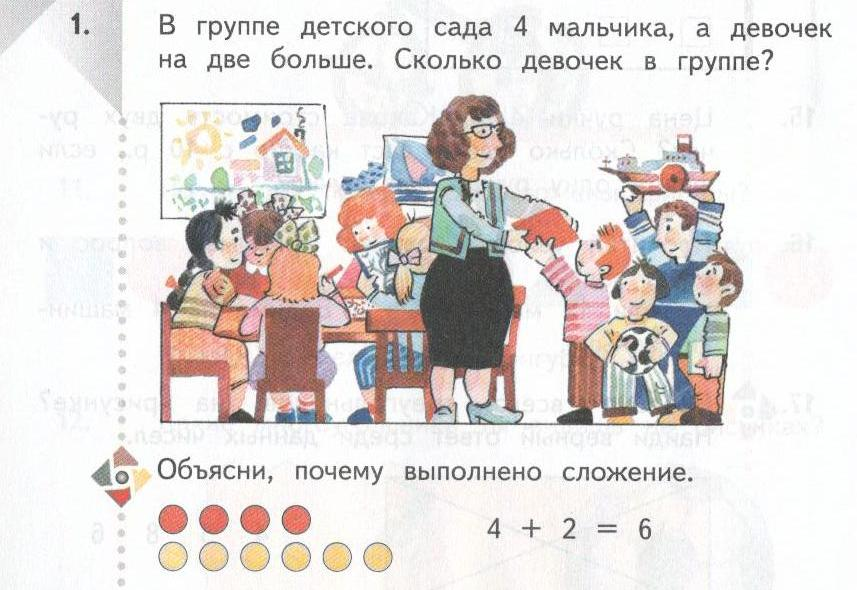 1. В группе детского сада 4 мальчика, а девочек
на две больше. Сколько девочек в группе?
Объясни, почему выполнено сложение.
4 + 2 = 6